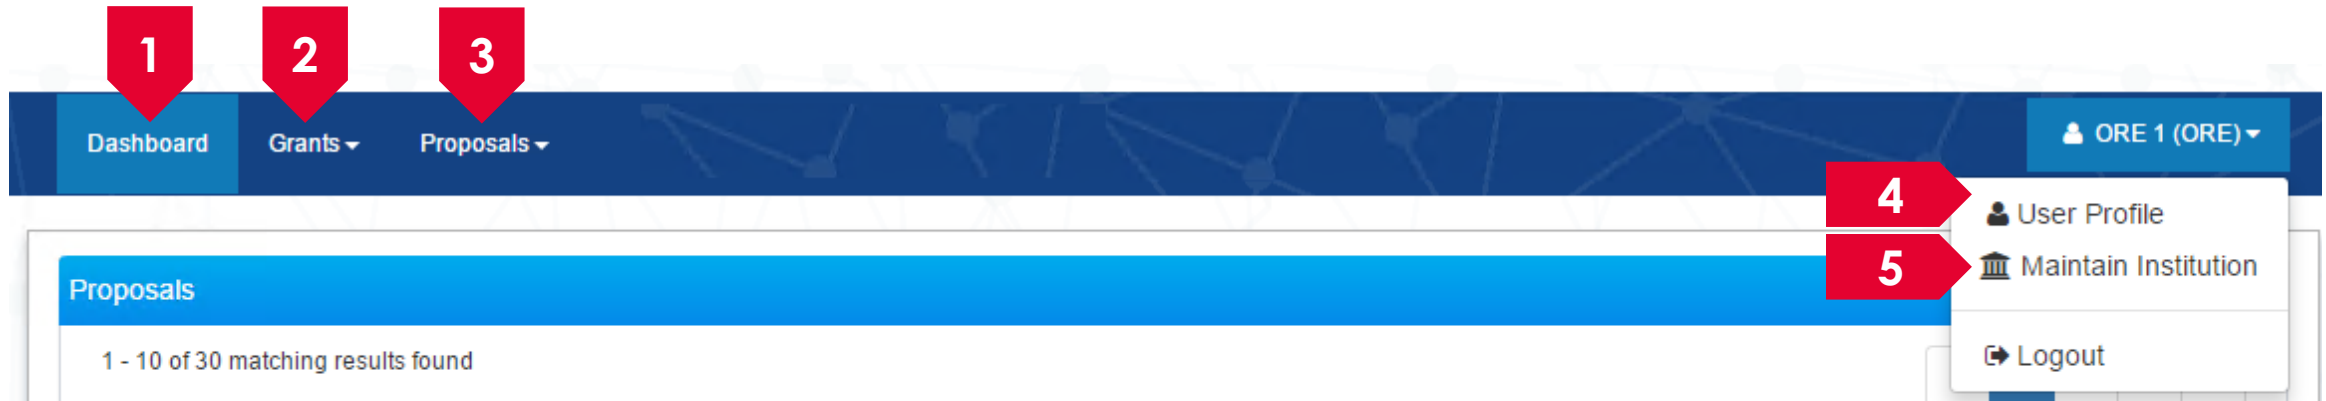 1 2 3
Dashboard Grants Proposals ORE 1 (ORE)
4 User Profile
5 Maintain Institution
Proposals
1 - 10 of 30 matching results found
Logout